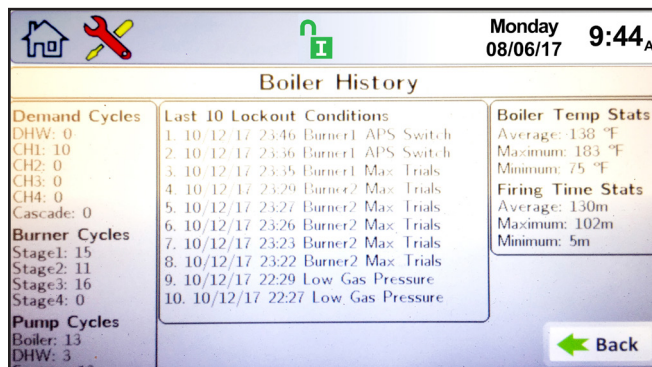 Monday
08/06/17
9:44
Boiler History
Demand Cycles
DHW: 0
CH1: 10
CH2: 0
CH3: 0
CH4: 0
Cascade: 0
Burner Cycles
Stage1: 15
Stage2: 11
Stage3: 16
Stage4: 0
Pump Cycles
Boiler: 13
DHW: 3
Last 10 Lockout Conditions
1. 10/12/17 23:46 Burner1 APS Switch
2. 10/12/17 23:36 Burner1 APS Switch
3. 10/12/17 23:35 Burner1 Max Trials
4. 10/12/17 23:29 Burner2 Max Trials
5. 10/12/17 23:27 Burner2 Max Trials
6. 10/12/17 23:26 Burner2 Max Trials
7. 10/12/17 23:23 Burner2 Max Trials
8. 10/12/17 23:22 Burner2 Max Trials
9. 10/12/17 22:29 Low Gas Pressure
10. 10/12/17 22:27 Low Gas Pressure
Boiler Temp Stats
Average: 138 °F
Maximum: 183 °F
Minimum: 75 °F
Firing Time Stats
Average: 130m
Maximum: 102m
Minimum: 5m
Back